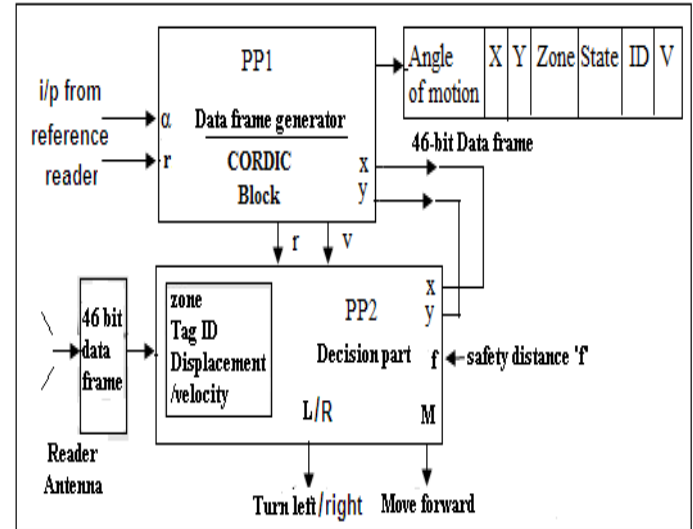 PP1
i/p from
reference
reader
α
r
Data frame generator
CORDIC
Block
x
y
Angle
of motion
X
Y
Zone
State
ID
V
46-bit Data frame
r
v
46 bit
data
frame
Reader
Antenna
zone
Tag ID
Displacement
/velocity
PP2
Decision part
x
y
f
safety distance 'f'
L/R
M
Turn left/right
Move forward